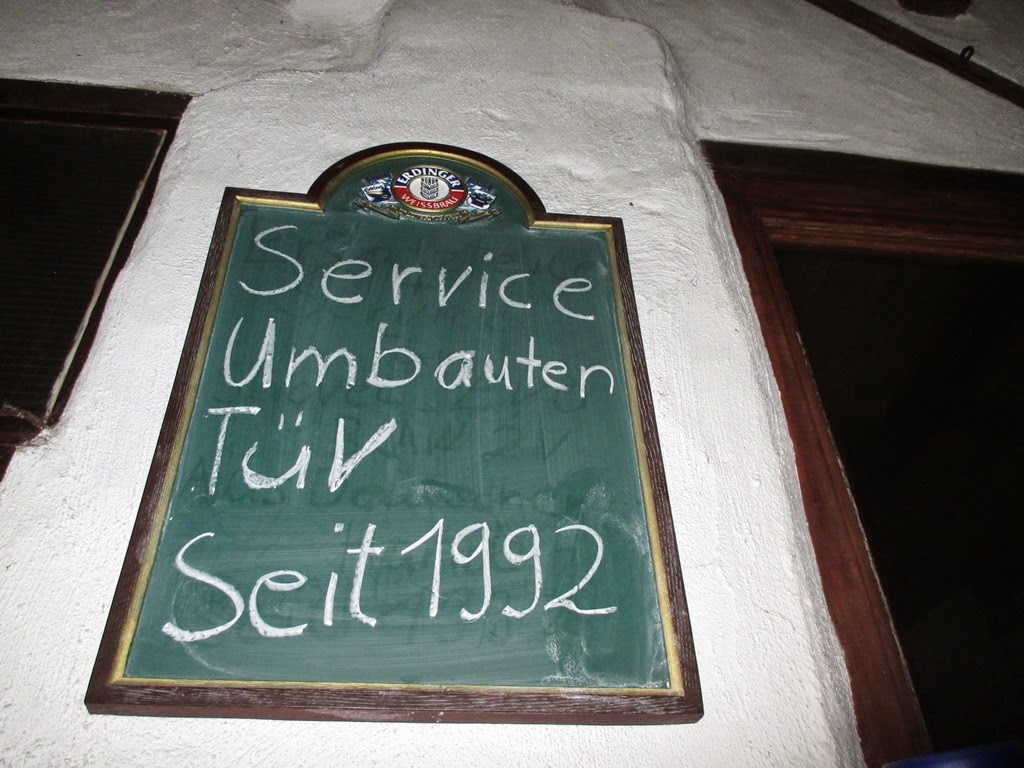 ERDINGER
WEISSBRÄU
Service
Umbauten
TüV
Seit 1992